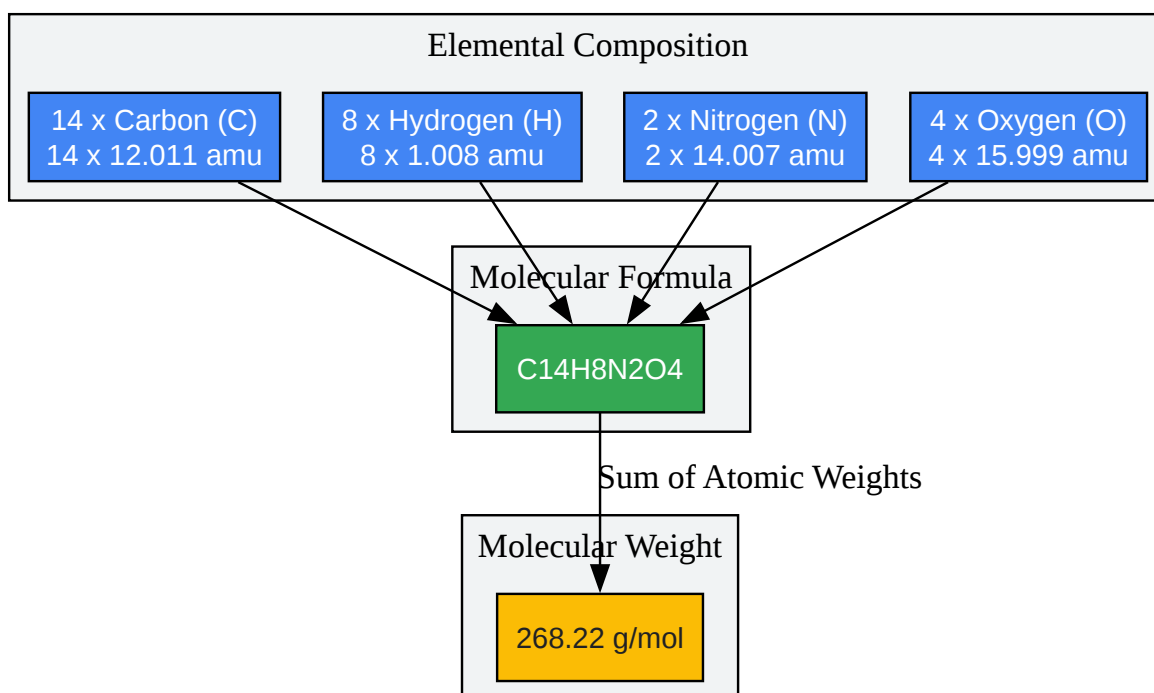 Elemental Composition
14 x Carbon (C)
14 x 12.011 amu
8 x Hydrogen (H)
8 x 1.008 amu
2 x Nitrogen (N)
2 x 14.007 amu
4 x Oxygen (O)
4 x 15.999 amu
Molecular Formula
C14H8N2O4
Sum of Atomic Weights
Molecular Weight
268.22 g/mol